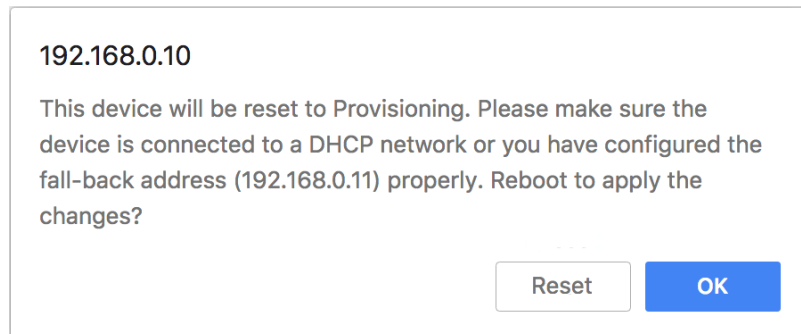 192.168.0.10
This device will be reset to Provisioning. Please make sure the
device is connected to a DHCP network or you have configured the
fall-back address (192.168.0.11) properly. Reboot to apply the
changes?
Reset
OK